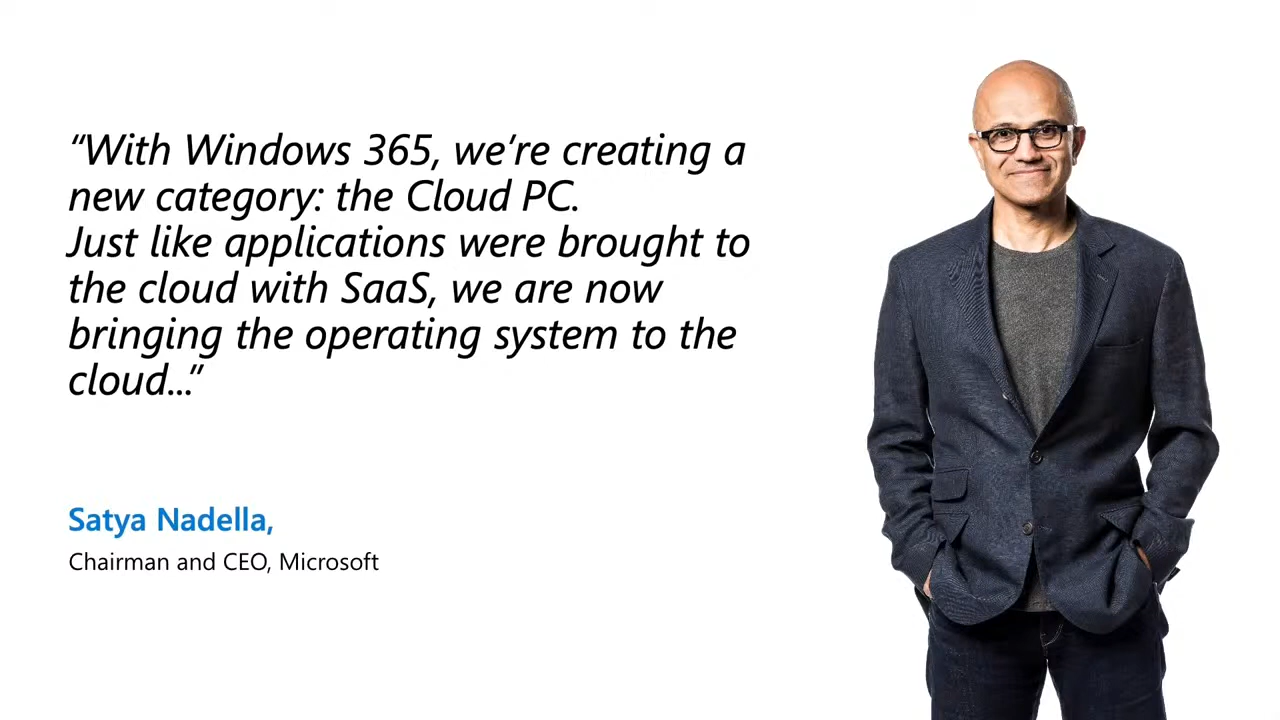 “With Windows 365, we’re creating a
new category: the Cloud PC.
Just like applications were brought to
the cloud with SaaS, we are now
bringing the operating system to the
cloud...”
Satya Nadella,
Chairman and CEO, Microsoft